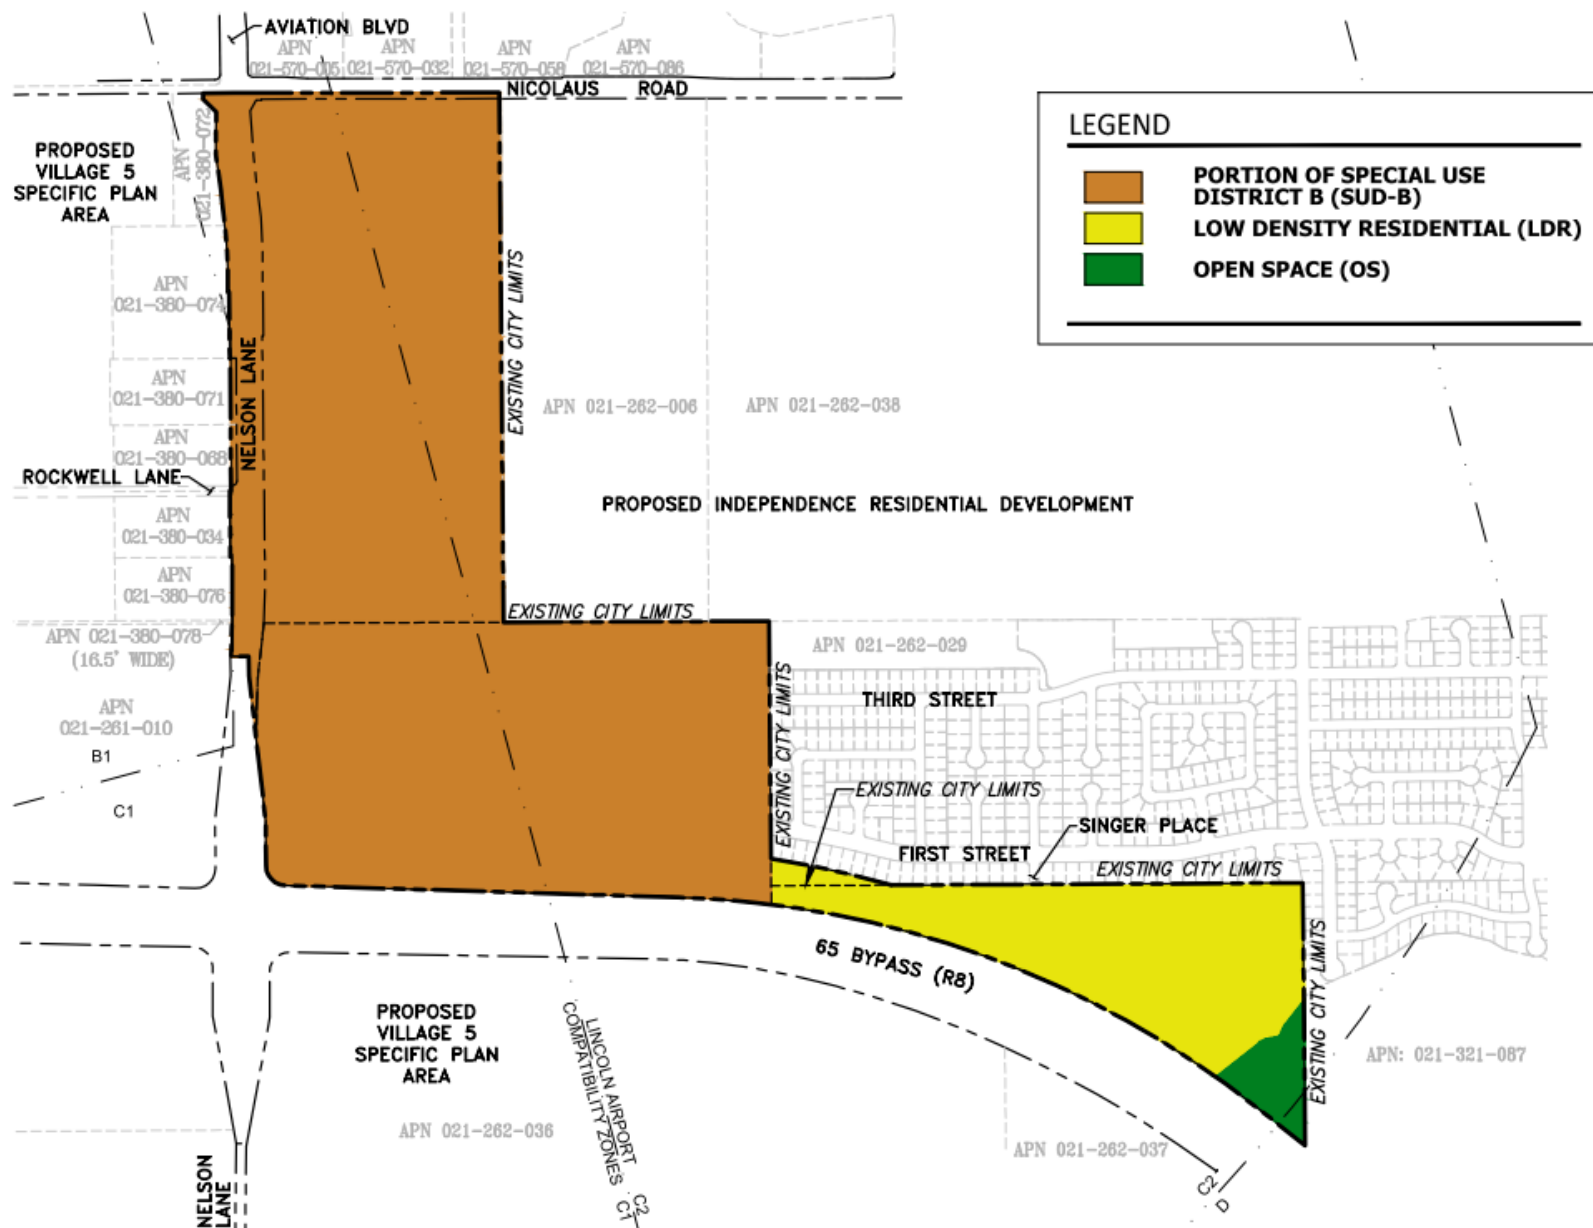 AVIATION BLVD
APN
021-570-005
APN
021-570-032
APN
021-570-058
APN
021-570-086
NICOLAUS ROAD
LEGEND
PORTION OF SPECIAL USE
DISTRICT B (SUD-B)
LOW DENSITY RESIDENTIAL (LDR)
OPEN SPACE (OS)
PROPOSED
VILLAGE 5
SPECIFIC PLAN
AREA
APN
021-380-072
APN
021-380-074
APN
021-380-071
APN
021-380-068
NELSON LANE
ROCKWELL LANE
APN
021-380-034
APN
021-380-076
APN 021-380-078
(16.5' WIDE)
APN
021-261-010
B1
C1
EXISTING CITY LIMITS
APN 021-262-006
APN 021-262-038
PROPOSED INDEPENDENCE RESIDENTIAL DEVELOPMENT
EXISTING CITY LIMITS
APN 021-262-029
EXISTING CITY LIMITS
THIRD STREET
EXISTING CITY LIMITS
SINGER PLACE
FIRST STREET
EXISTING CITY LIMITS
65 BYPASS (R8)
EXISTING CITY LIMITS
APN: 021-321-087
PROPOSED
VILLAGE 5
SPECIFIC PLAN
AREA
LINCOLN AIRPORT
COMPATIBILITY ZONES
C2
C1
APN 021-262-036
APN 021-262-037
C2
D
NELSON
LANE